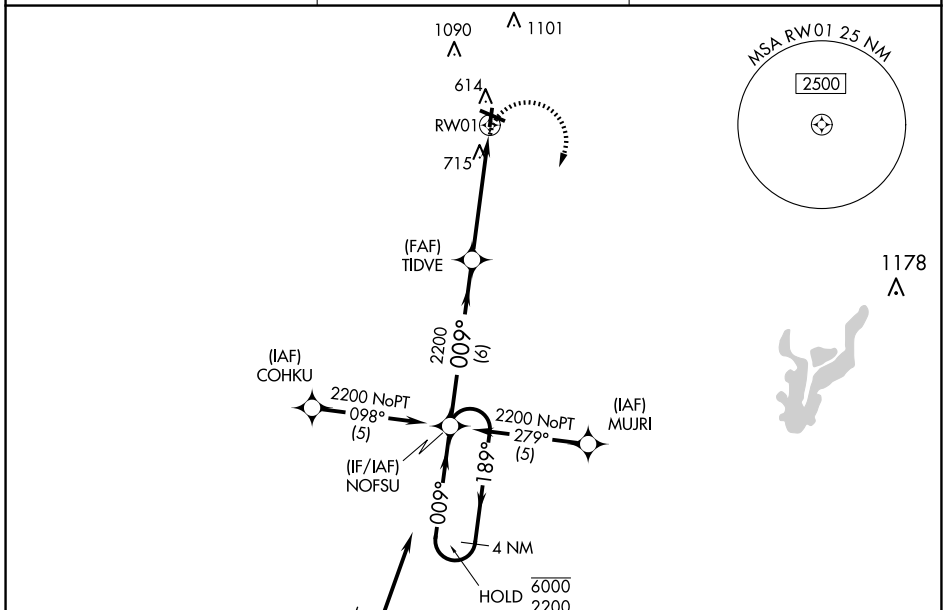 1090
1101
MSA RW01 25 NM
2500
614
RW01
715
(FAF)
TIDVE
1178
2200
009°
(6)
(IAF)
COHKU
2200 NoPT
098°
(5)
2200 NoPT
279°
(5)
(IAF)
MUJRI
(IF/IAF)
NOFSU
009°
189°
4 NM
HOLD 6000
2200